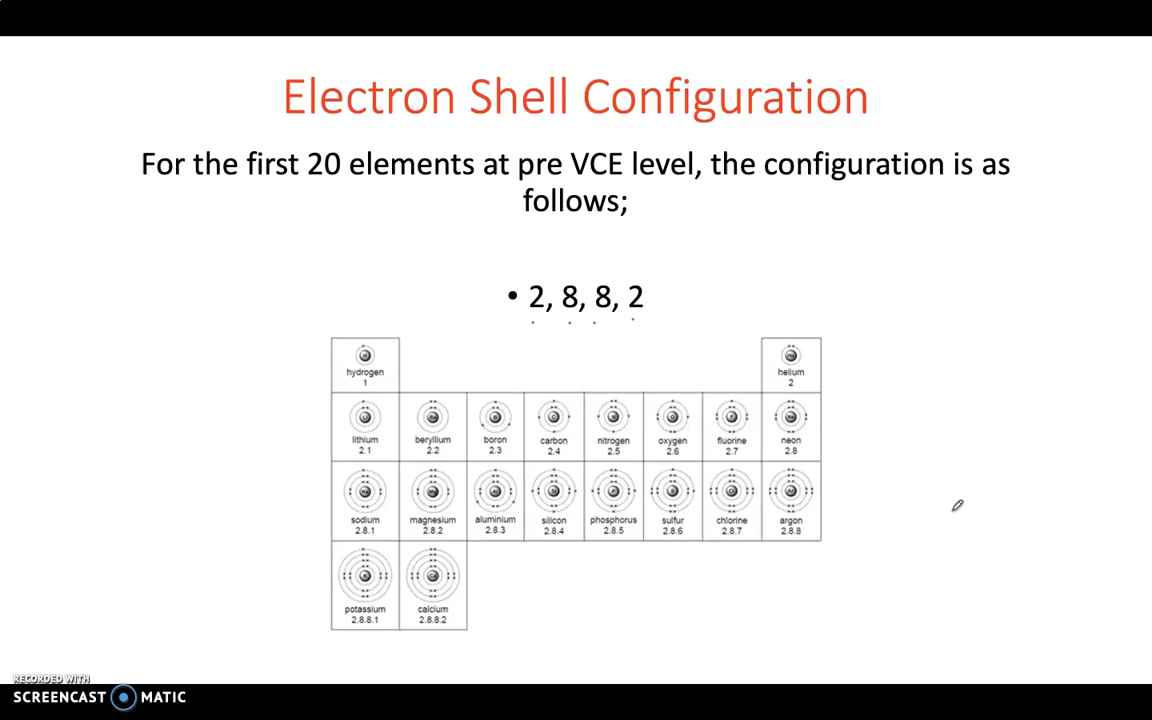 Electron Shell Configuration
For the first 20 elements at pre VCE level, the configuration is as
follows;
• 2, 8, 8, 2
hydrogen
1
helium
2
lithium
2.1
beryllium
2.2
boron
2.3
carbon
2.4
nitrogen
2.5
oxygen
2.6
fluorine
2.7
neon
2.8
sodium
2.8.1
magnesium
2.8.2
aluminium
2.8.3
silicon
2.8.4
phosphorus
2.8.5
sulfur
2.8.6
chlorine
2.8.7
argon
2.8.8
potassium
2.8.8.1
calcium
2.8.8.2
RECORDED WITH
SCREENCAST MATIC